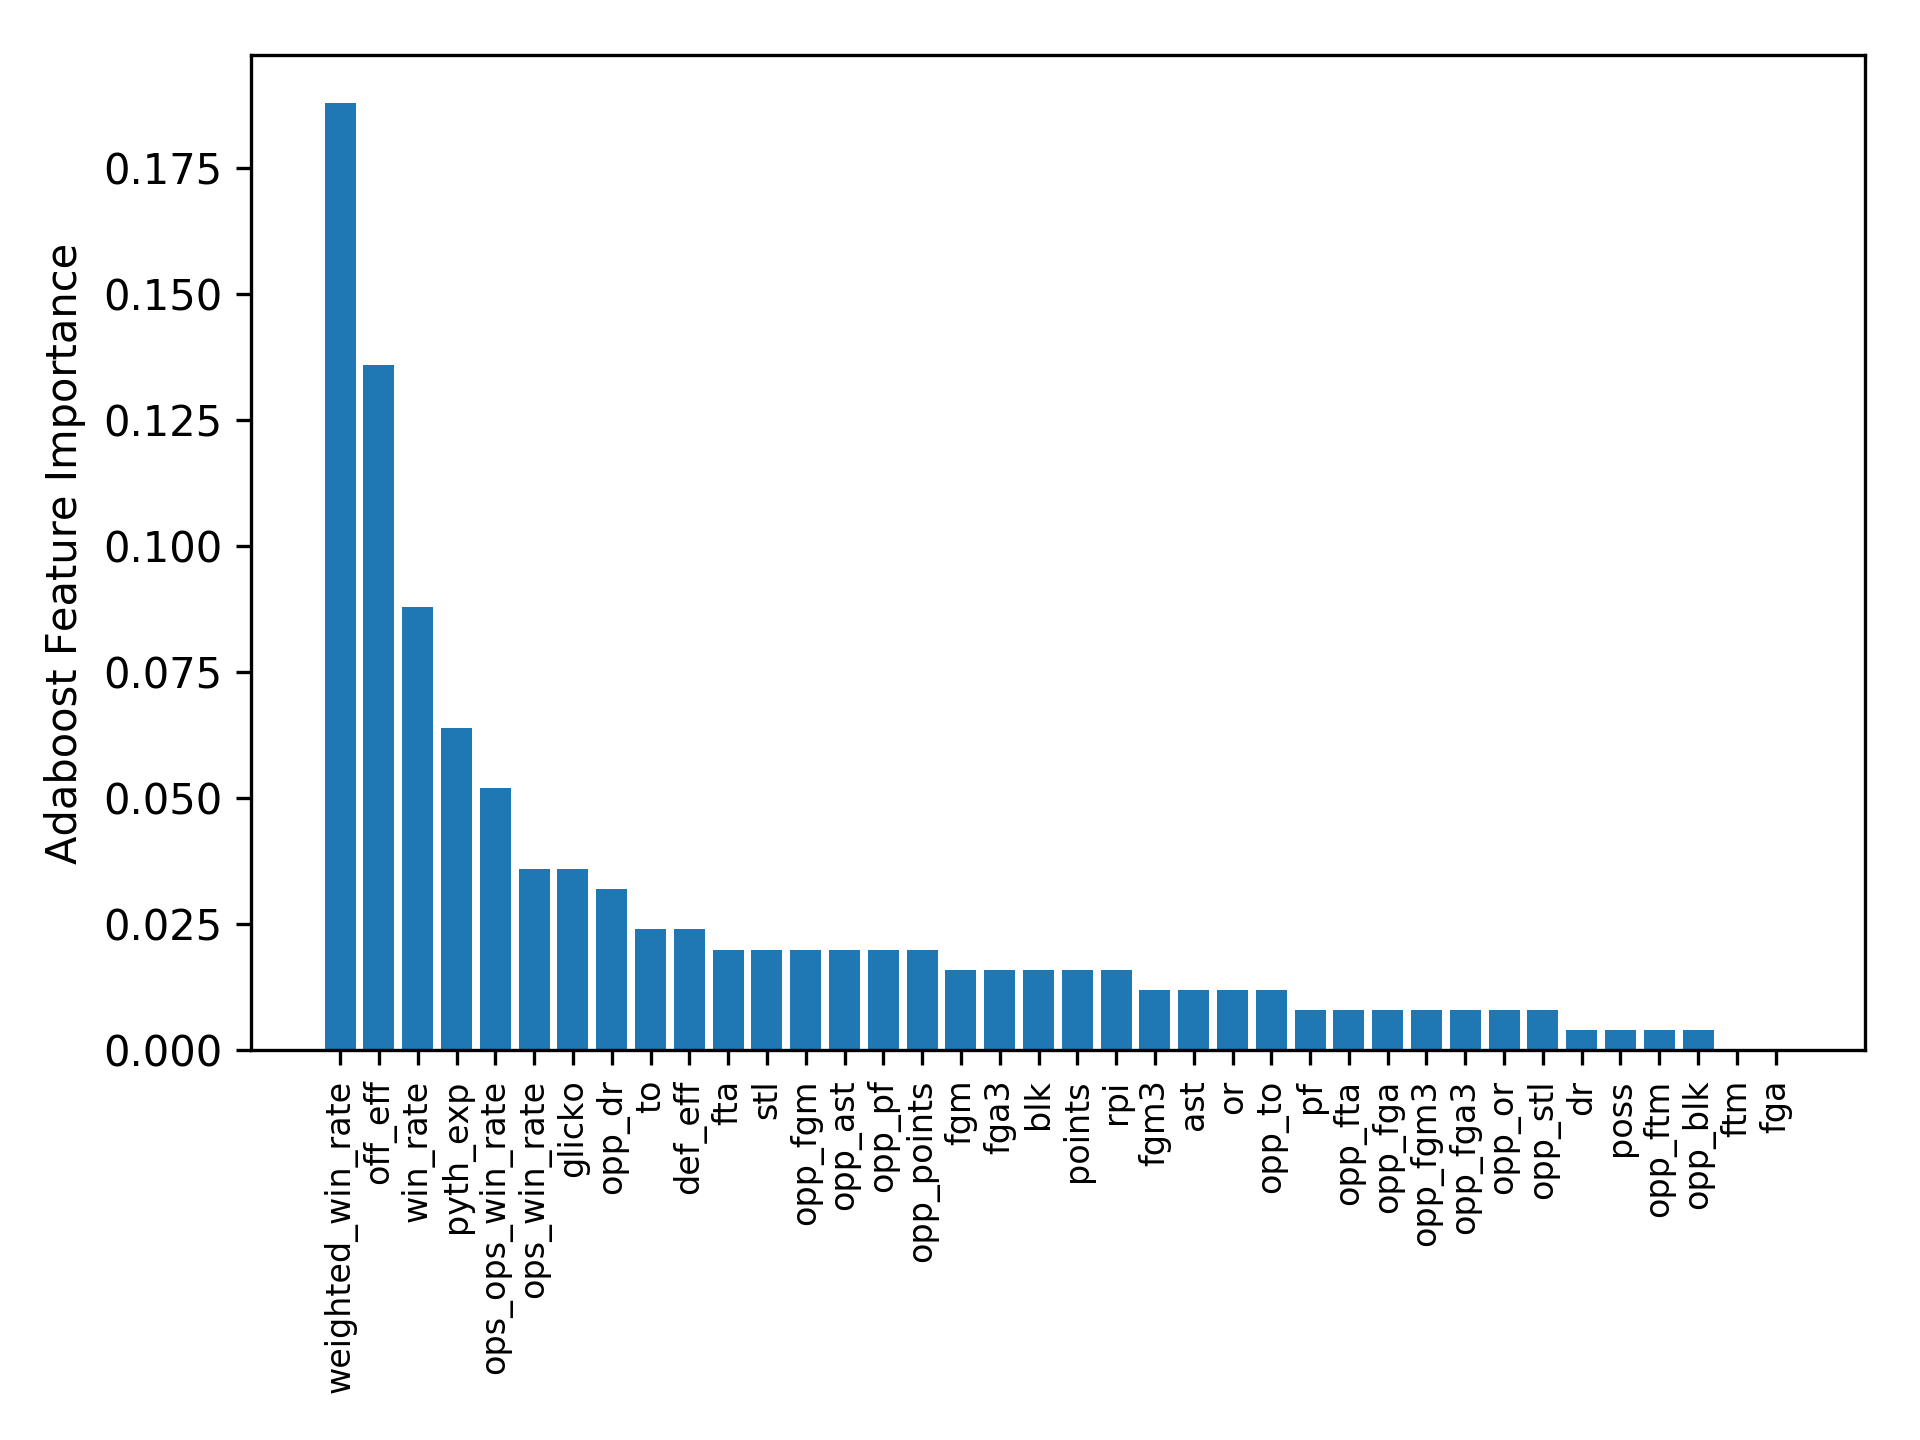 Adaboost Feature Importance
0.175
0.150
0.125
0.100
0.075
0.050
0.025
0.000
weighted_win_rate
off_eff
win_rate
pyth_exp
ops_ops_win_rate
ops_win_rate
glicko
opp_dr
to
def_eff
fta
stl
opp_fgm
opp_ast
opp_pf
opp_points
fgm
fga3
blk
points
rpi
fgm3
ast
or
opp_to
pf
opp_fta
opp_fga
opp_fgm3
opp_fga3
opp_or
opp_stl
dr
poss
opp_ftm
opp_blk
ftm
fga